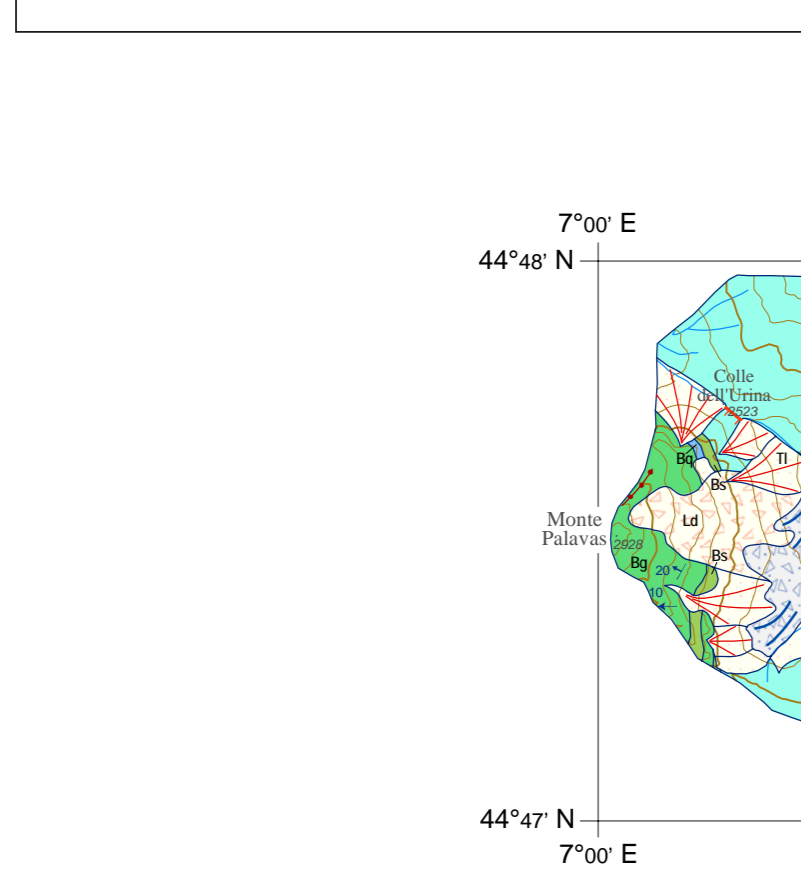 7°00' E
44°48' N
Colle
dell'Urina
2523
Bq
Tl
Bs
Monte
Palavas
2928
Ld
Bs
Bg
20
10
44°47' N
7°00' E